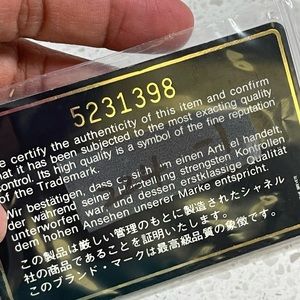 5231398
e certify the authenticity of this item and confirm
hat it has been subjected to the most exacting quality
control. Its high quality is a symbol of the fine reputation
of the Trademark.
Wir bestätigen, dass es sich um einen Artikel handelt,
der während seiner strengsten Kontrollen
unterworfen war, und dessen erstklassige Qualität
dem hohen Ansehen unserer Marke entspricht.
この製品は厳しい管理のもとに製造されたシャネル
社の商品であることを証明いたします。
このブランド・マークは最高級品質の象徴です。